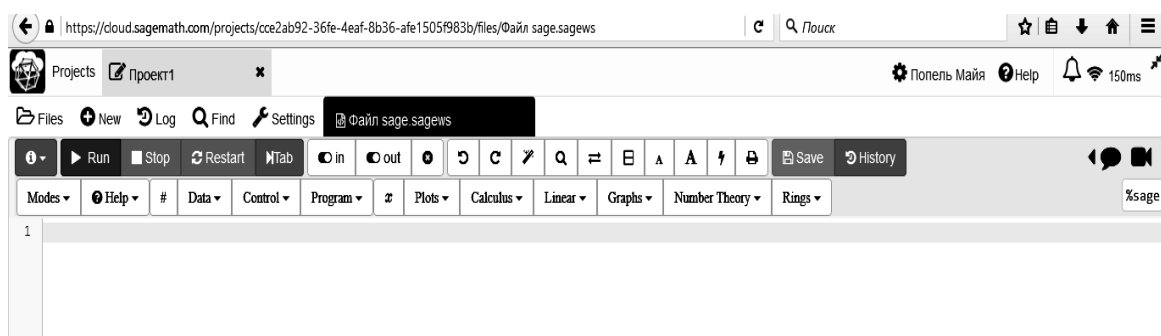 https://cloud.sagemath.com/projects/cce2ab92-36fe-4eaf-8b36-afe1505f983b/files/Файл sage.sagews Поиск
Projects Проект1 Попель Майя Help 150ms
Files New Log Find Settings Файл sage.sagews
Run Stop Restart Tab in out A A Save History
Modes Help # Data Control Program x Plots Calculus Linear Graphs Number Theory Rings %sage
1